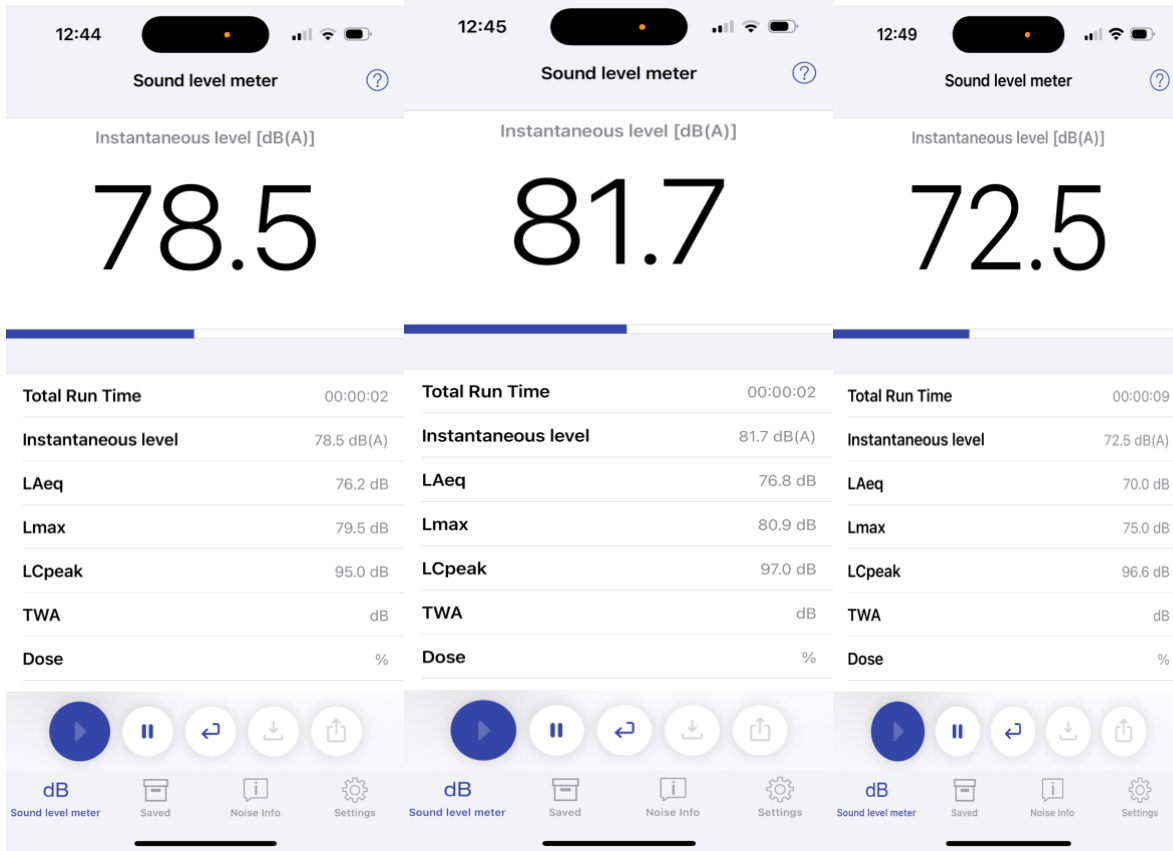 12:44
Sound level meter
?
Instantaneous level [dB(A)]
78.5
Total Run Time 00:00:02
Instantaneous level 78.5 dB(A)
LAeq 76.2 dB
Lmax 79.5 dB
LCpeak 95.0 dB
TWA dB
Dose %
dB
Sound level meter Saved Noise Info Settings
12:45
Sound level meter
?
Instantaneous level [dB(A)]
81.7
Total Run Time 00:00:02
Instantaneous level 81.7 dB(A)
LAeq 76.8 dB
Lmax 80.9 dB
LCpeak 97.0 dB
TWA dB
Dose %
dB
Sound level meter Saved Noise Info Settings
12:49
Sound level meter
?
Instantaneous level [dB(A)]
72.5
Total Run Time 00:00:09
Instantaneous level 72.5 dB(A)
LAeq 70.0 dB
Lmax 75.0 dB
LCpeak 96.6 dB
TWA dB
Dose %
dB
Sound level meter Saved Noise Info Settings